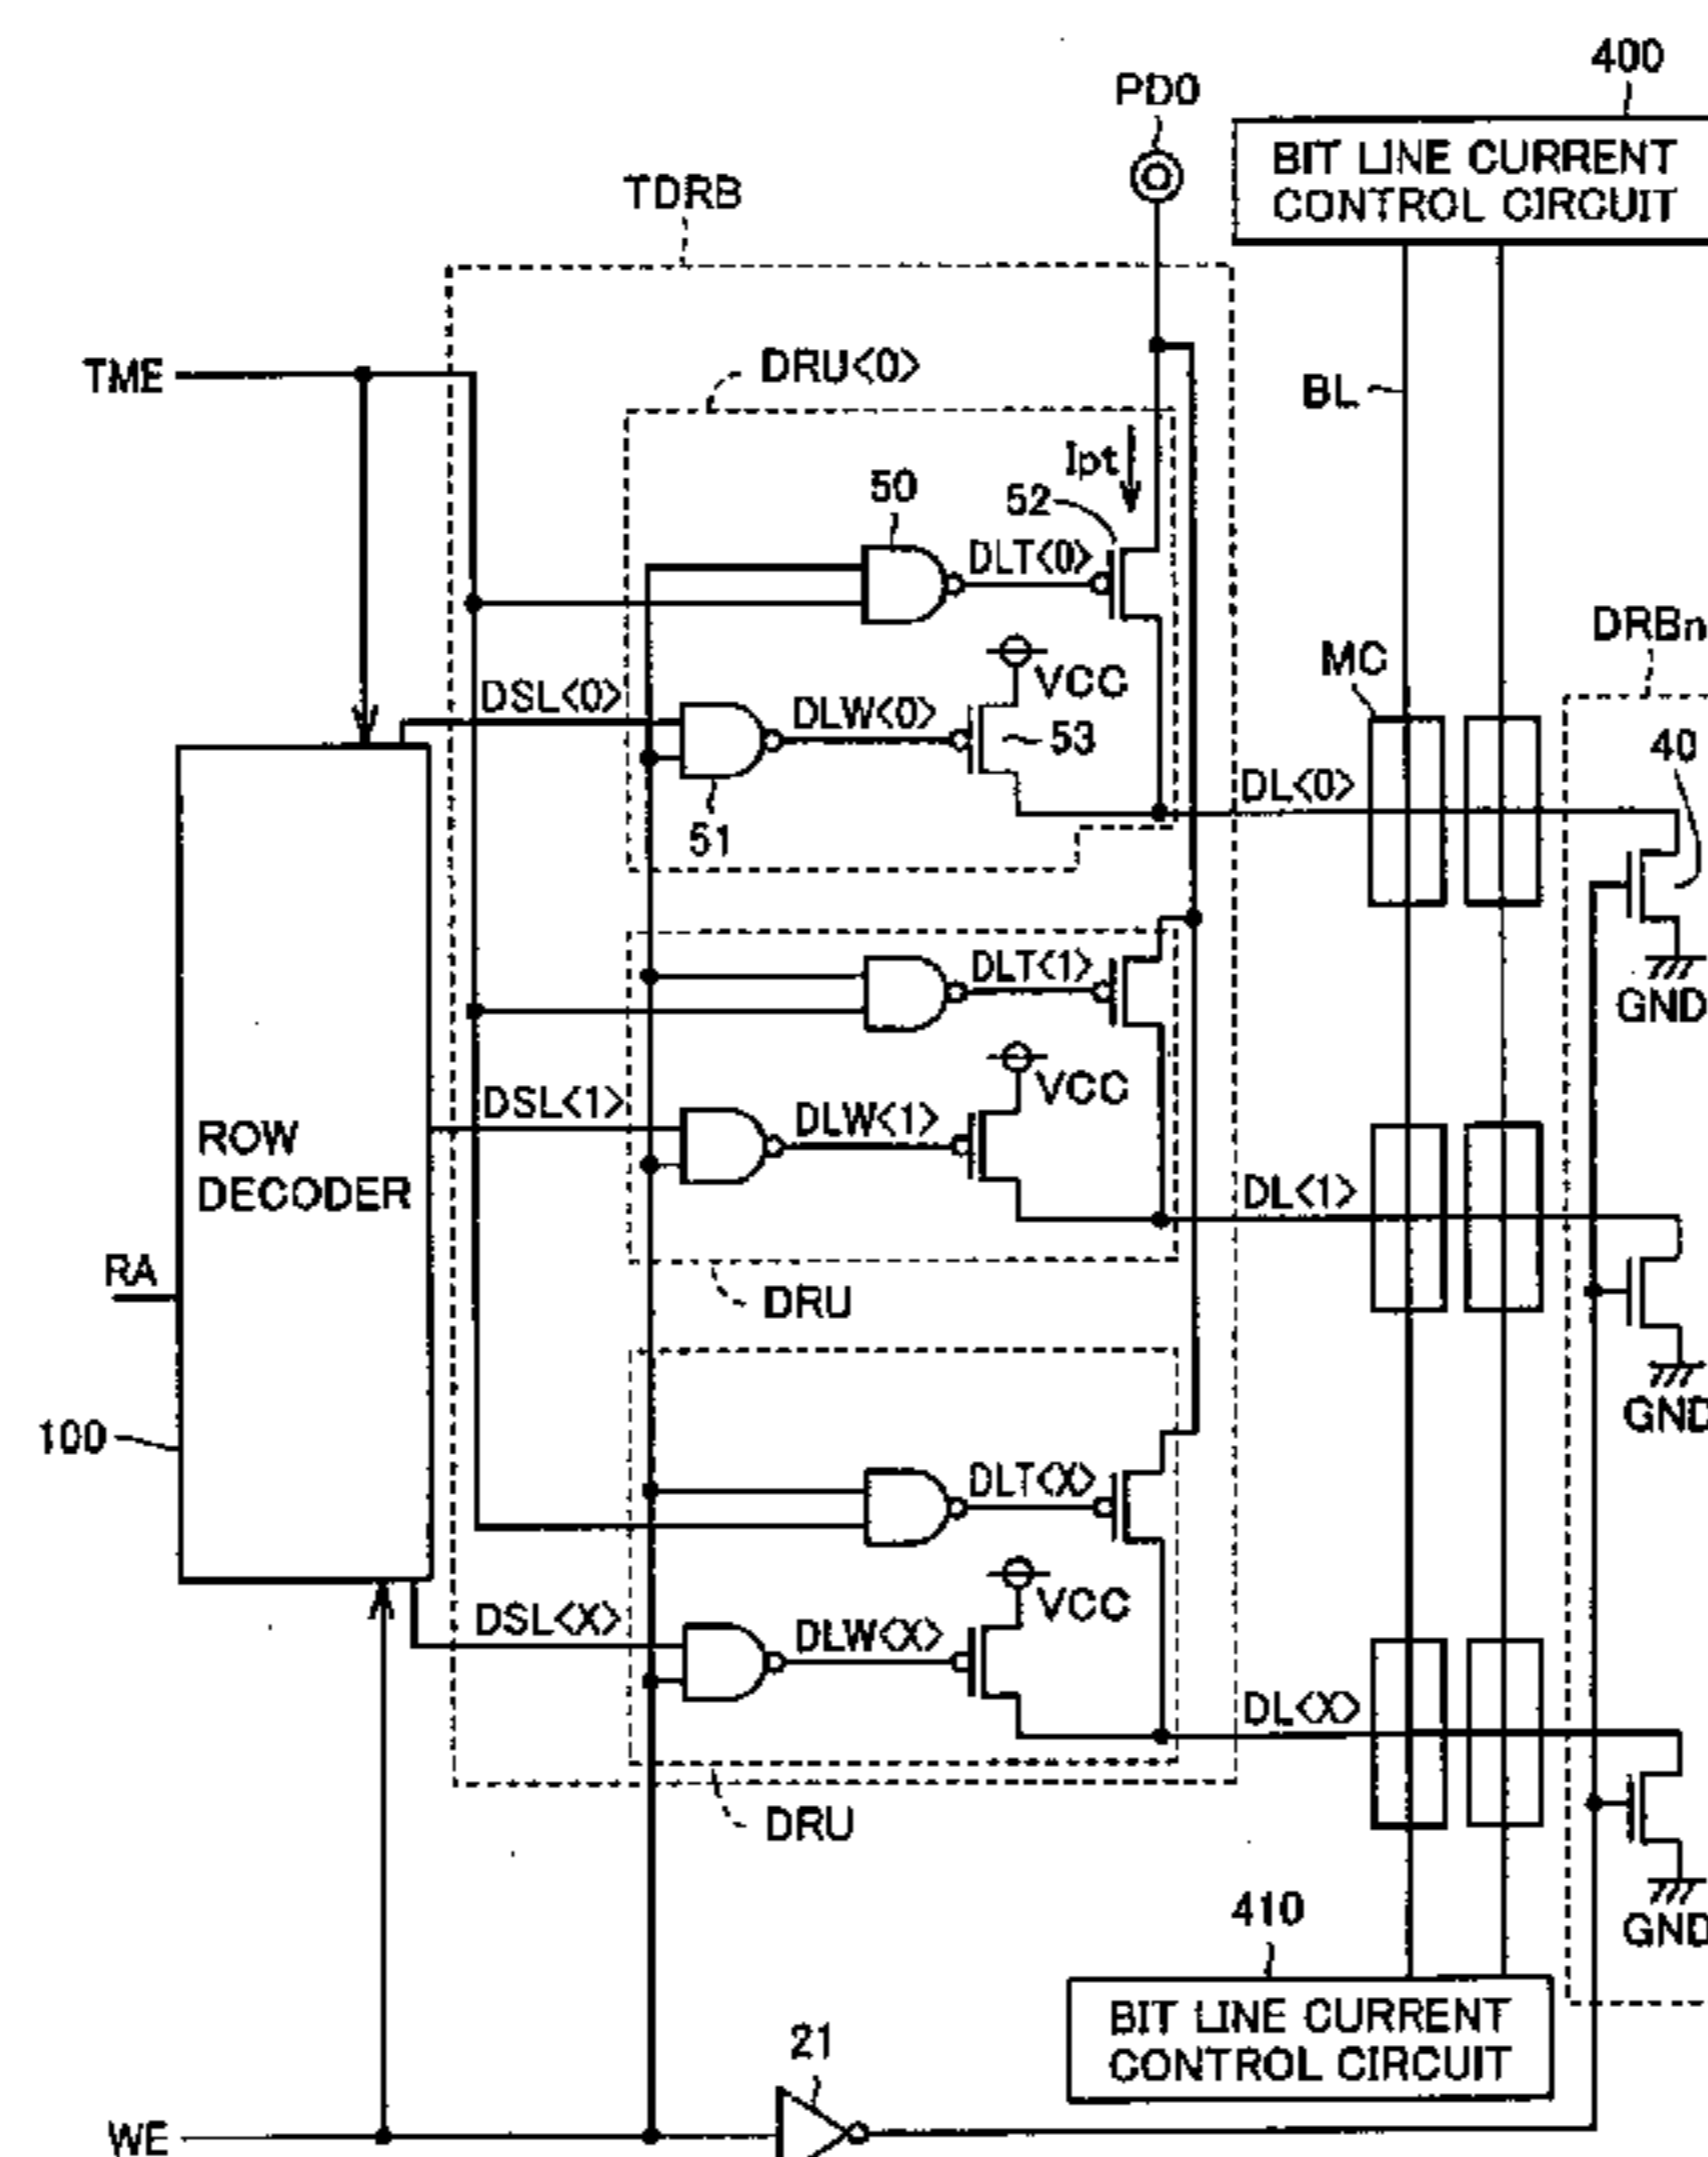 400
PD0
BIT LINE CURRENT
CONTROL CIRCUIT
TDRB
TME
DRU<0>
BL
Ipt
50
52
DLT<0>
DRBn
MC
DSL<0>
DLW<0>
VCC
53
40
DL<0>
51
GND
DLT<1>
VCC
DSL<1>
DLW<1>
ROW
DECODER
DL<1>
RA
DRU
GND
100
DLT<X>
VCC
DSL<X>
DLW<X>
DL<X>
DRU
410
GND
BIT LINE CURRENT
CONTROL CIRCUIT
21
WE